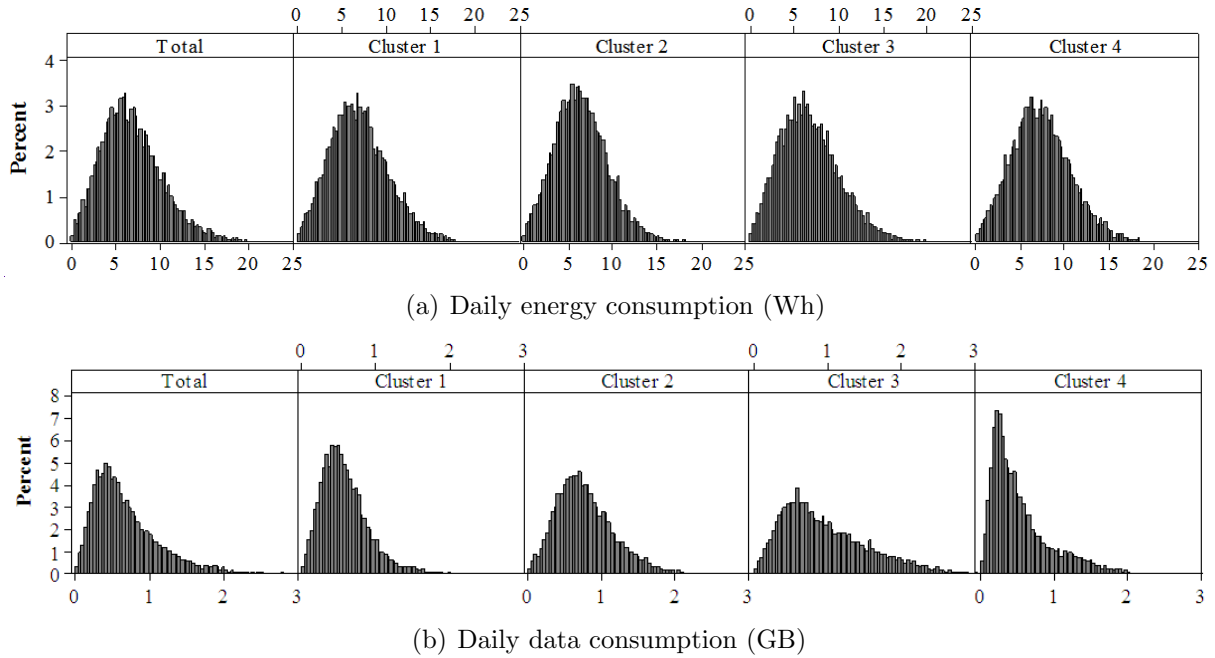 0 5 10 20 25 0 5 10 20 25
Total Cluster 1 Cluster 2 Cluster 3 Cluster 4
4
3
2
1
0
Percent
0 5 10 15 20 25 0 5 10 15 20 25 0 5 10 15 20 25
(a) Daily energy consumption (Wh)
0 1 2 3 0 1 2 3
Total Cluster 1 Cluster 2 Cluster 3 Cluster 4
8
7
6
5
4
3
2
1
0
Percent
0 1 2 3 0 1 2 3 0 1 2 3
(b) Daily data consumption (GB)